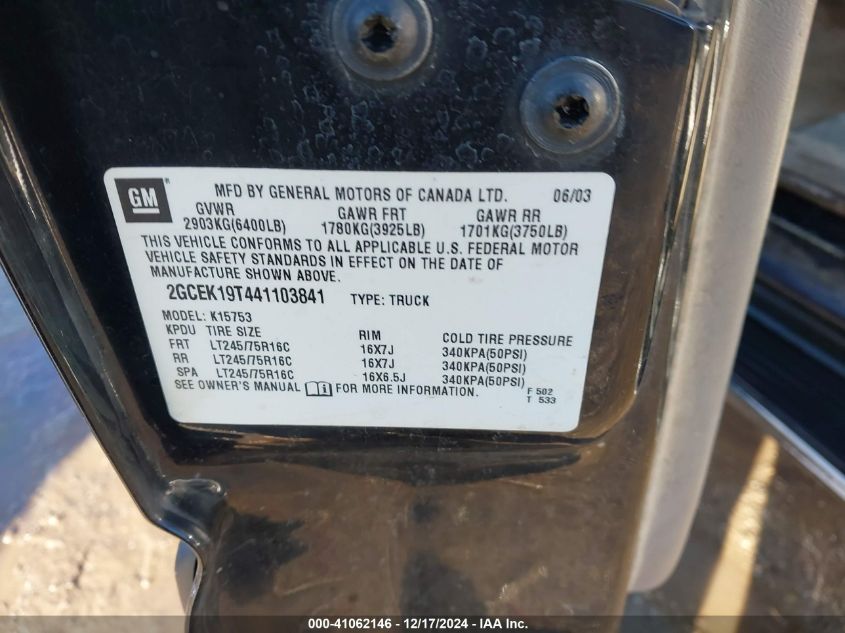 GM
MFD BY GENERAL MOTORS OF CANADA LTD. 06/03
GVWR GAWR FRT GAWR RR
2903KG(6400LB) 1780KG(3925LB) 1701KG(3750LB)
THIS VEHICLE CONFORMS TO ALL APPLICABLE U.S. FEDERAL MOTOR
VEHICLE SAFETY STANDARDS IN EFFECT ON THE DATE OF
MANUFACTURE SHOWN ABOVE.
2GCEK19T441103841 TYPE: TRUCK
MODEL: K15753
KPDU TIRE SIZE RIM COLD TIRE PRESSURE
FRT LT245/75R16C 16X7J 340KPA(50PSI)
RR LT245/75R16C 16X7J 340KPA(50PSI)
SPA LT245/75R16C 16X6.5J 340KPA(50PSI)
SEE OWNER'S MANUAL FOR MORE INFORMATION. F 502
T 533
000-41062146 - 12/17/2024 - IAA Inc.